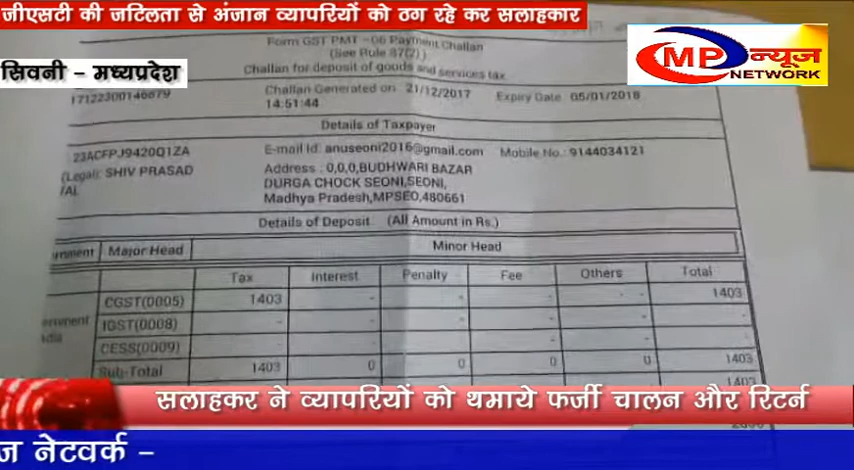 जीएसटी की जटिलता से अंजान व्यापरियों को ठग रहे कर सलाहकार
MP न्यूज़
NETWORK
सिवनी - मध्यप्रदेश
Form GST PMT -06 Payment Challan
(See Rule 87(2))
Challan for deposit of goods and services tax
17122300146679 Challan Generated on 21/12/2017 Expiry Date 05/01/2018
14:51:44
Details of Taxpayer
23ACFPJ9420Q1ZA E-mail Id: anuseoni2016@gmail.com Mobile No.: 9144034121
(Legal): SHIV PRASAD Address : 0,0,0,BUDHWARI BAZAR
DURGA CHOCK SEONI,SEONI,
Madhya Pradesh,MPSEO,480661
Details of Deposit (All Amount in Rs.)
Major Head Minor Head
Tax Interest Penalty Fee Others Total
CGST(0005) 1403 - - - - 1403
IGST(0008) - - - - - -
CESS(0009) - - - - - -
Sub-Total 1403 0 0 0 0 1403
1403
सलाहकर ने व्यापरियों को थमाये फर्जी चालन और रिटर्न
ज नेटवर्क -